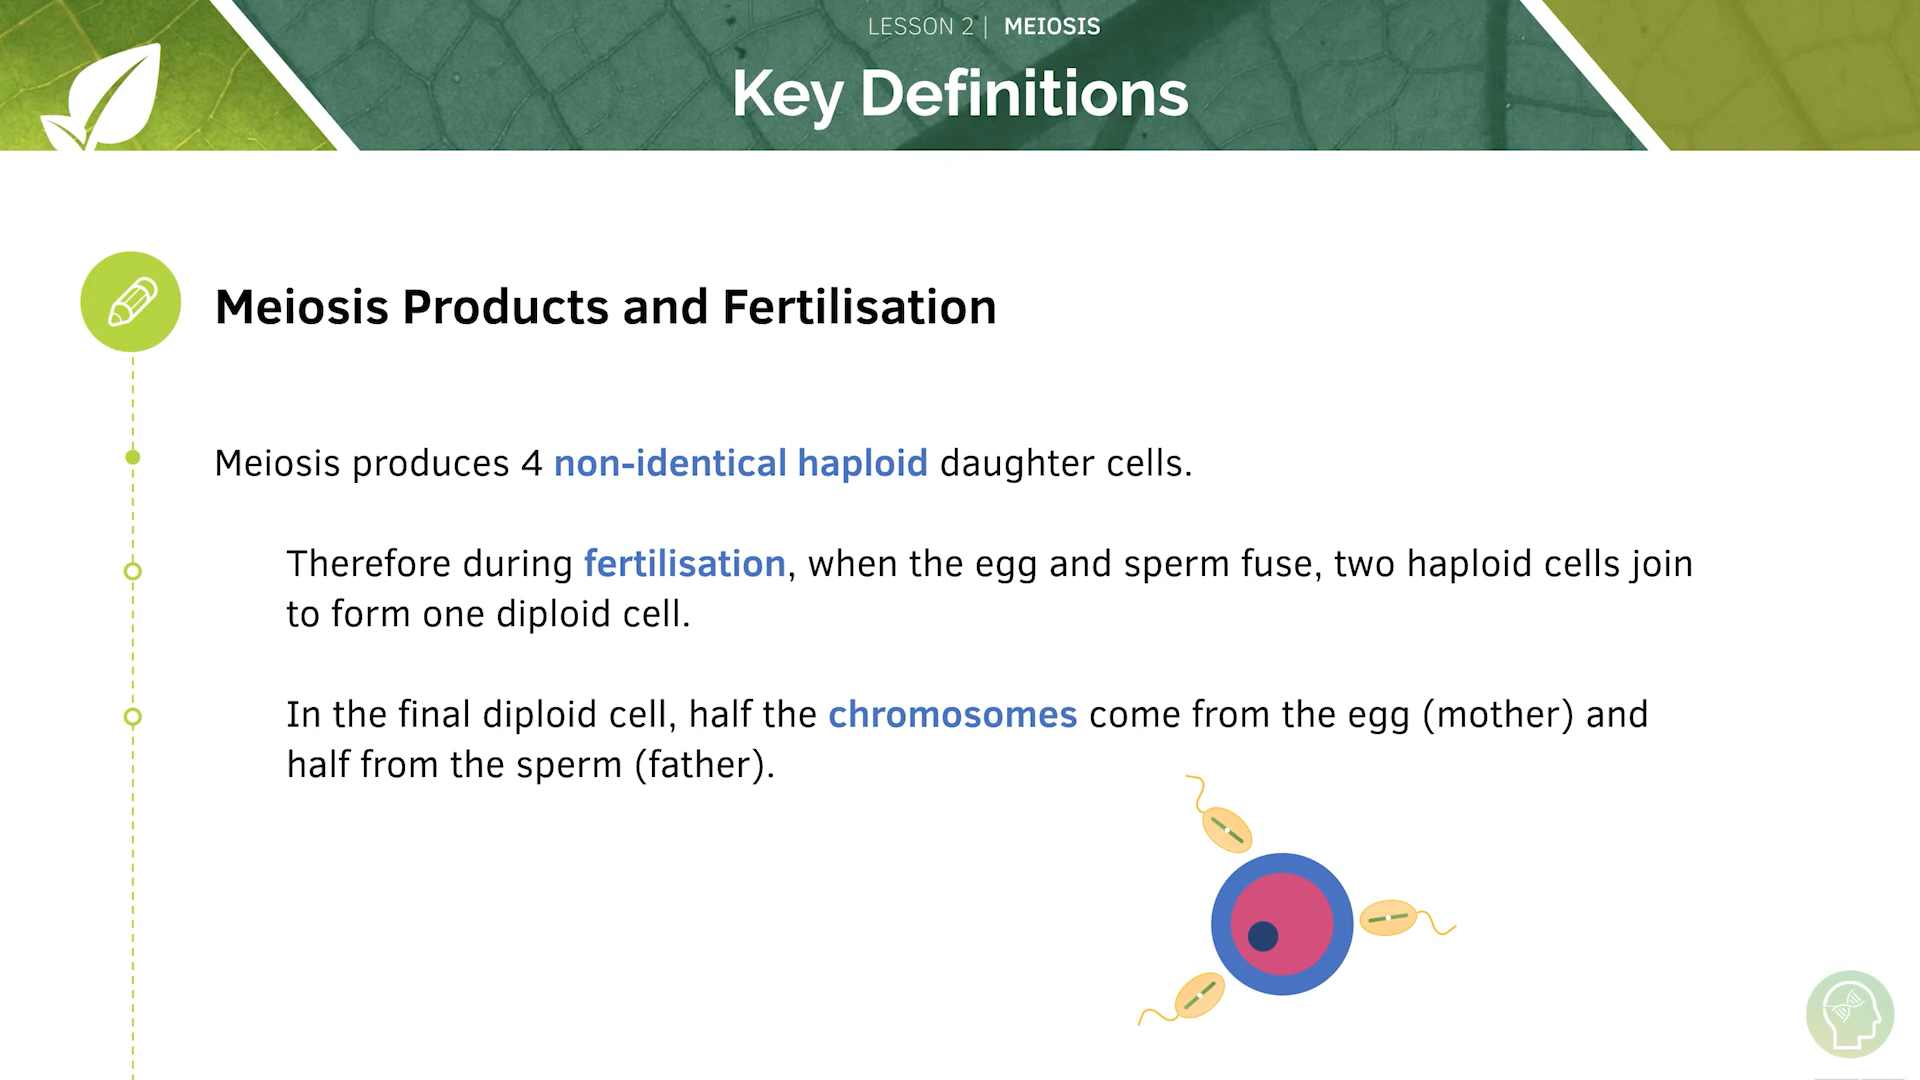 LESSON 2 | MEIOSIS
Key Definitions
Meiosis Products and Fertilisation
Meiosis produces 4 non-identical haploid daughter cells.
Therefore during fertilisation, when the egg and sperm fuse, two haploid cells join
to form one diploid cell.
In the final diploid cell, half the chromosomes come from the egg (mother) and
half from the sperm (father).